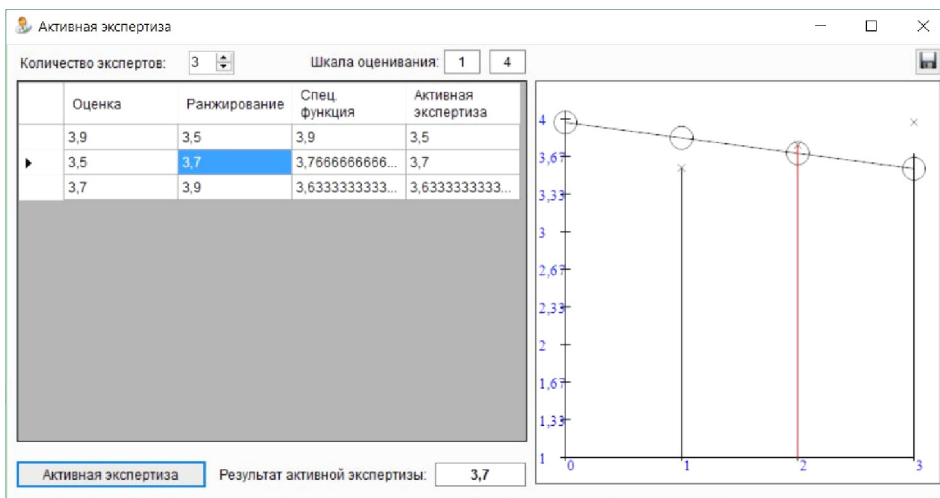 Активная экспертиза
Количество экспертов: 3 Шкала оценивания: 1 4
Оценка Ранжирование Спец. функция Активная экспертиза
3,9 3,5 3,9 3,5
3,5 3,7 3,7666666666... 3,7
3,7 3,9 3,6333333333... 3,6333333333...
4
3,67
3,33
3
2,67
2,33
2
1,67
1,33
1
0 1 2 3
Активная экспертиза Результат активной экспертизы: 3,7